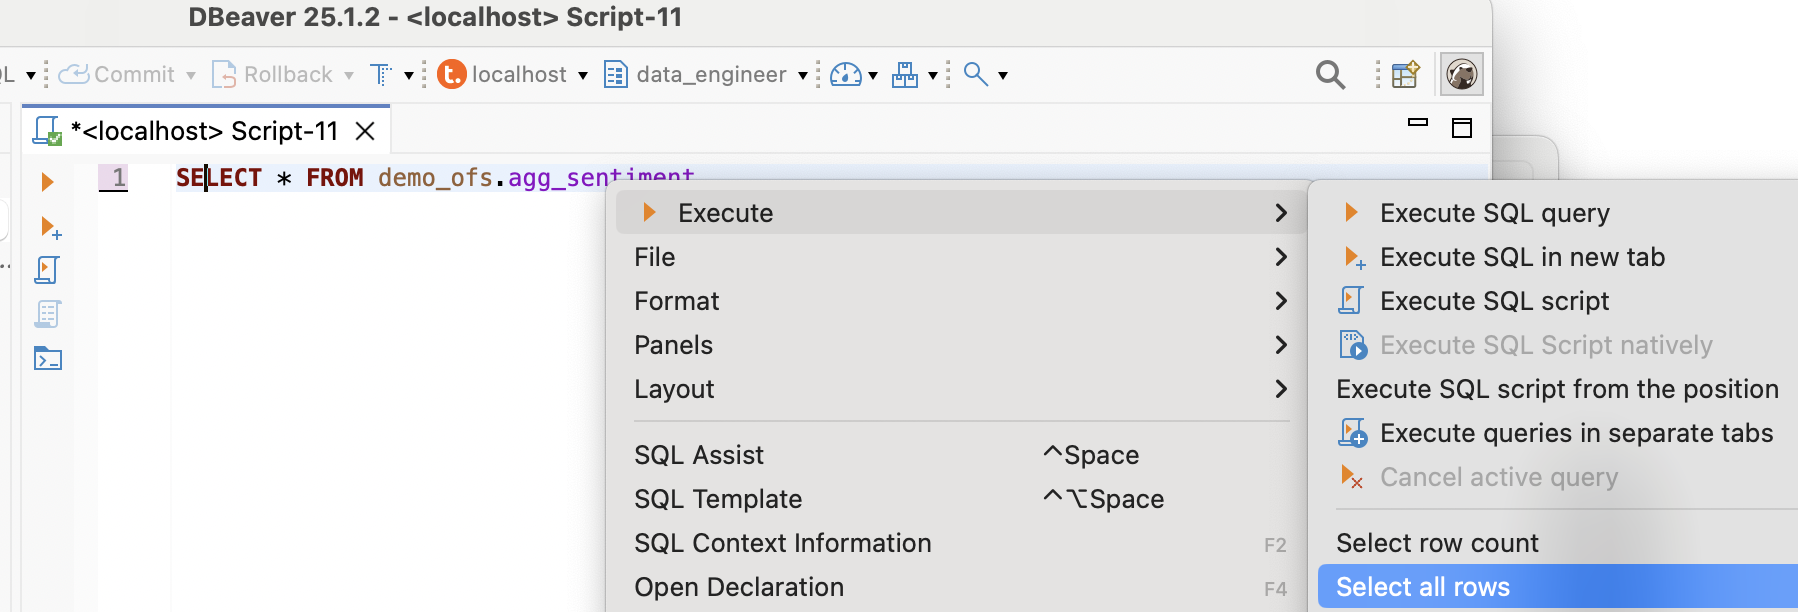 DBeaver 25.1.2 - <localhost> Script-11
Commit Rollback T t. localhost data_engineer
*<localhost> Script-11
1 SELECT * FROM demo_ofs.agg_sentiment
Execute
File
Format
Panels
Layout
SQL Assist ^Space
SQL Template ^⌥Space
SQL Context Information F2
Open Declaration F4
Execute SQL query
Execute SQL in new tab
Execute SQL script
Execute SQL Script natively
Execute SQL script from the position
Execute queries in separate tabs
Cancel active query
Select row count
Select all rows